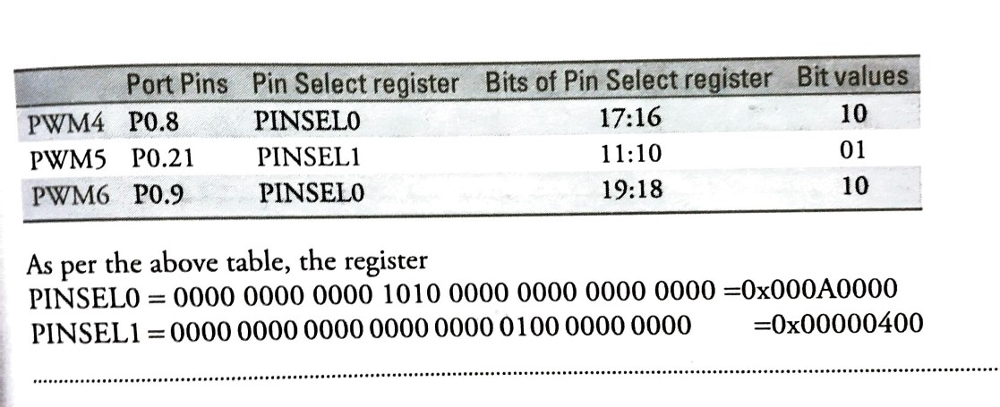 Port Pins Pin Select register Bits of Pin Select register Bit values
PWM4 P0.8 PINSEL0 17:16 10
PWM5 P0.21 PINSEL1 11:10 01
PWM6 P0.9 PINSEL0 19:18 10
As per the above table, the register
PINSEL0 = 0000 0000 0000 1010 0000 0000 0000 0000 =0x000A0000
PINSEL1 = 0000 0000 0000 0000 0000 0100 0000 0000 =0x00000400